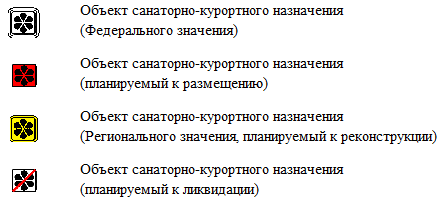 Объект санаторно-курортного назначения
(Федерального значения)
Объект санаторно-курортного назначения
(планируемый к размещению)
Объект санаторно-курортного назначения
(Регионального значения, планируемый к реконструкции)
Объект санаторно-курортного назначения
(планируемый к ликвидации)